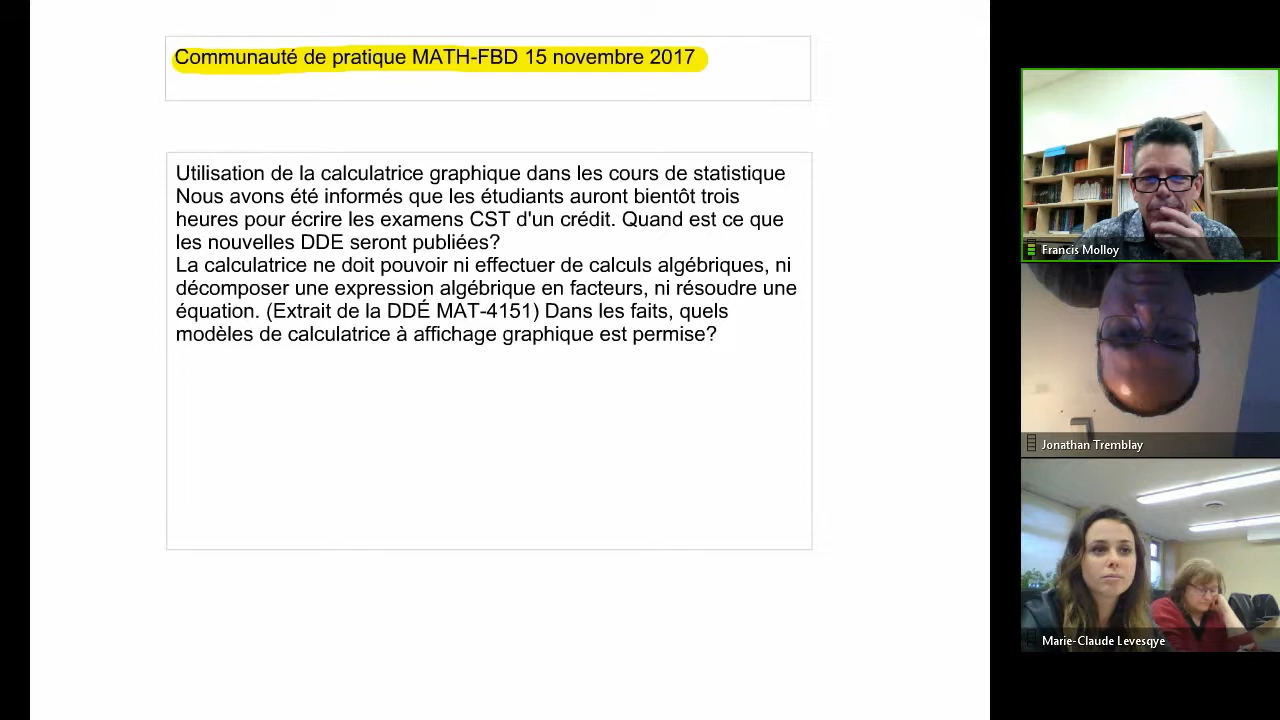 Communauté de pratique MATH-FBD 15 novembre 2017
Utilisation de la calculatrice graphique dans les cours de statistique
Nous avons été informés que les étudiants auront bientôt trois
heures pour écrire les examens CST d'un crédit. Quand est ce que
les nouvelles DDE seront publiées?
La calculatrice ne doit pouvoir ni effectuer de calculs algébriques, ni
décomposer une expression algébrique en facteurs, ni résoudre une
équation. (Extrait de la DDÉ MAT-4151) Dans les faits, quels
modèles de calculatrice à affichage graphique est permise?
Francis Molloy
Jonathan Tremblay
Marie-Claude Levesqye